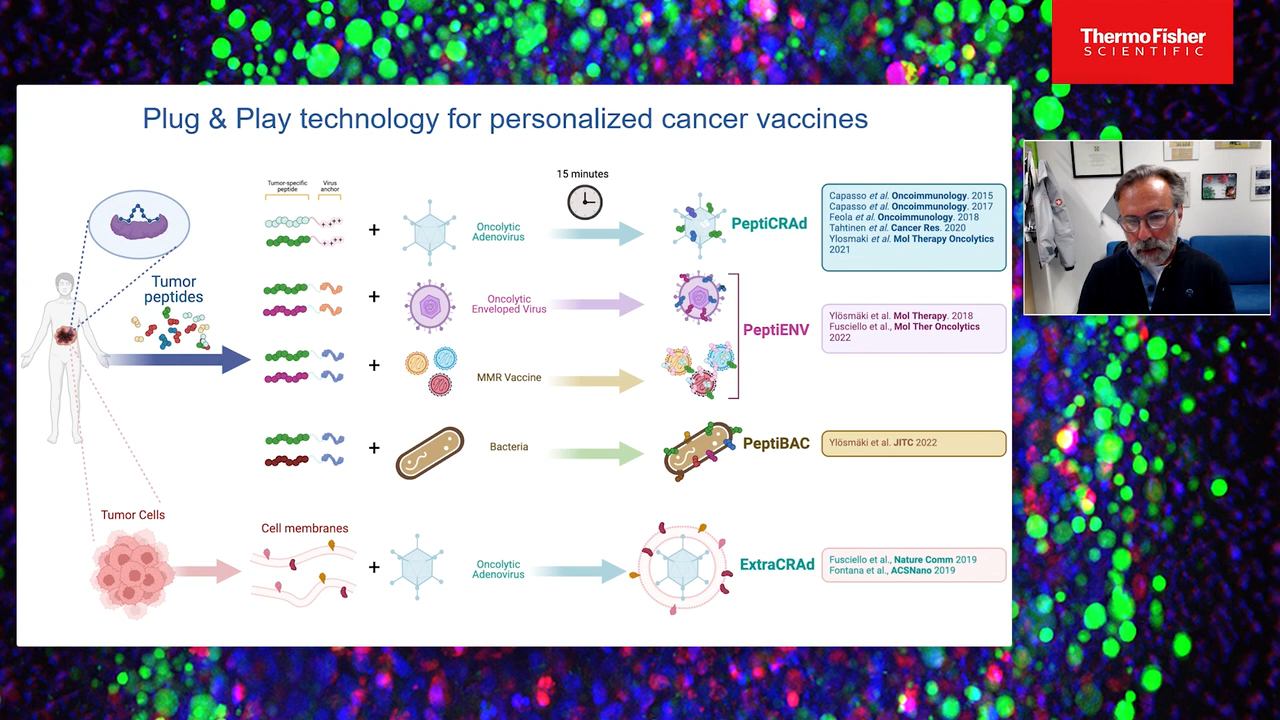 ThermoFisher
SCIENTIFIC
Plug & Play technology for personalized cancer vaccines
Tumor-specific
peptide
Virus
anchor
15 minutes
Oncolytic
Adenovirus
PeptiCRAd
Capasso et al. Oncoimmunology. 2015
Capasso et al. Oncoimmunology. 2017
Feola et al. Oncoimmunology. 2018
Tahtinen et al. Cancer Res. 2020
Ylosmaki et al. Mol Therapy Oncolytics
2021
Tumor
peptides
+
+
Oncolytic
Enveloped Virus
PeptiENV
Ylösmäki et al. Mol Therapy. 2018
Fusciello et al., Mol Ther Oncolytics
2022
+
MMR Vaccine
+
Bacteria
PeptiBAC
Ylösmäki et al. JITC 2022
Tumor Cells
Cell membranes
+
Oncolytic
Adenovirus
ExtraCRAd
Fusciello et al., Nature Comm 2019
Fontana et al., ACSNano 2019